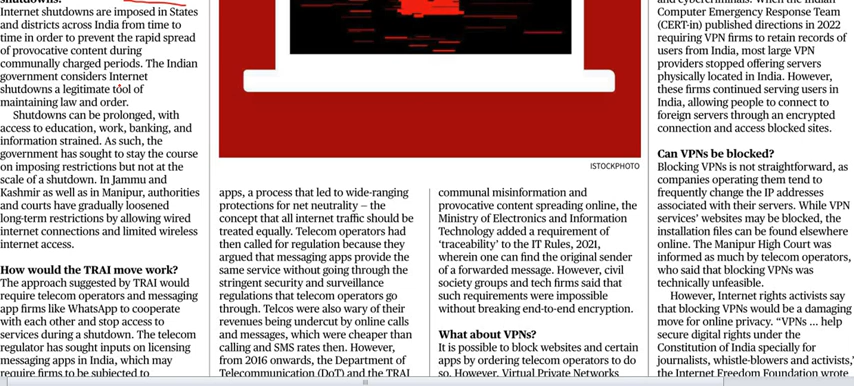 shutdowns.
Internet shutdowns are imposed in States
and districts across India from time to
time in order to prevent the rapid spread
of provocative content during
communally charged periods. The Indian
government considers Internet
shutdowns a legitimate tool of
maintaining law and order.
Shutdowns can be prolonged, with
access to education, work, banking, and
information strained. As such, the
government has sought to stay the course
on imposing restrictions but not at the
scale of a shutdown. In Jammu and
Kashmir as well as in Manipur, authorities
and courts have gradually loosened
long-term restrictions by allowing wired
internet connections and limited wireless
internet access.
How would the TRAI move work?
The approach suggested by TRAI would
require telecom operators and messaging
app firms like WhatsApp to cooperate
with each other and stop access to
services during a shutdown. The telecom
regulator has sought inputs on licensing
messaging apps in India, which may
require firms to be subjected to
ISTOCKPHOTO
apps, a process that led to wide-ranging
protections for net neutrality — the
concept that all internet traffic should be
treated equally. Telecom operators had
then called for regulation because they
argued that messaging apps provide the
same service without going through the
stringent security and surveillance
regulations that telecom operators go
through. Telcos were also wary of their
revenues being undercut by online calls
and messages, which were cheaper than
calling and SMS rates then. However,
from 2016 onwards, the Department of
Telecommunication (DoT) and the TRAI
communal misinformation and
provocative content spreading online, the
Ministry of Electronics and Information
Technology added a requirement of
‘traceability’ to the IT Rules, 2021,
wherein one can find the original sender
of a forwarded message. However, civil
society groups and tech firms said that
such requirements were impossible
without breaking end-to-end encryption.
What about VPNs?
It is possible to block websites and certain
apps by ordering telecom operators to do
so. However, Virtual Private Networks
and cybercriminals. When the Indian
Computer Emergency Response Team
(CERT-in) published directions in 2022
requiring VPN firms to retain records of
users from India, most large VPN
providers stopped offering servers
physically located in India. However,
these firms continued serving users in
India, allowing people to connect to
foreign servers through an encrypted
connection and access blocked sites.
Can VPNs be blocked?
Blocking VPNs is not straightforward, as
companies operating them tend to
frequently change the IP addresses
associated with their servers. While VPN
services’ websites may be blocked, the
installation files can be found elsewhere
online. The Manipur High Court was
informed as much by telecom operators,
who said that blocking VPNs was
technically unfeasible.
However, Internet rights activists say
that blocking VPNs would be a damaging
move for online privacy. “VPNs ... help
secure digital rights under the
Constitution of India specially for
journalists, whistle-blowers and activists,’
the Internet Freedom Foundation wrote